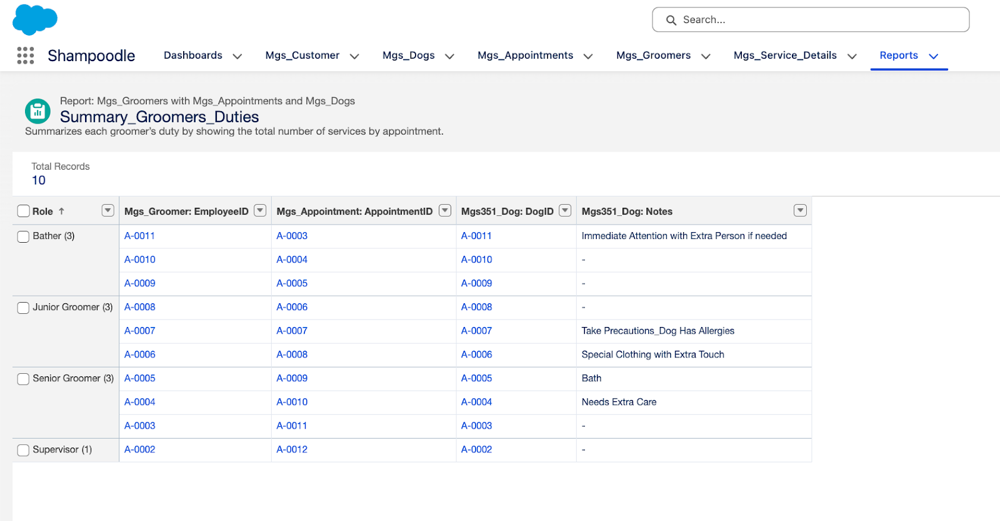 Search...
Shampoodle Dashboards Mgs_Customer Mgs_Dogs Mgs_Appointments Mgs_Groomers Mgs_Service_Details Reports
Report: Mgs_Groomers with Mgs_Appointments and Mgs_Dogs
Summary_Groomers_Duties
Summarizes each groomer's duty by showing the total number of services by appointment.
Total Records
10
Role ↑ Mgs_Groomer: EmployeeID Mgs_Appointment: AppointmentID Mgs351_Dog: DogID Mgs351_Dog: Notes
Bather (3) A-0011 A-0003 A-0011 Immediate Attention with Extra Person if needed
A-0010 A-0004 A-0010 -
A-0009 A-0005 A-0009 -
Junior Groomer (3) A-0008 A-0006 A-0008 -
A-0007 A-0007 A-0007 Take Precautions_Dog Has Allergies
A-0006 A-0008 A-0006 Special Clothing with Extra Touch
Senior Groomer (3) A-0005 A-0009 A-0005 Bath
A-0004 A-0010 A-0004 Needs Extra Care
A-0003 A-0011 A-0003 -
Supervisor (1) A-0002 A-0012 A-0002 -